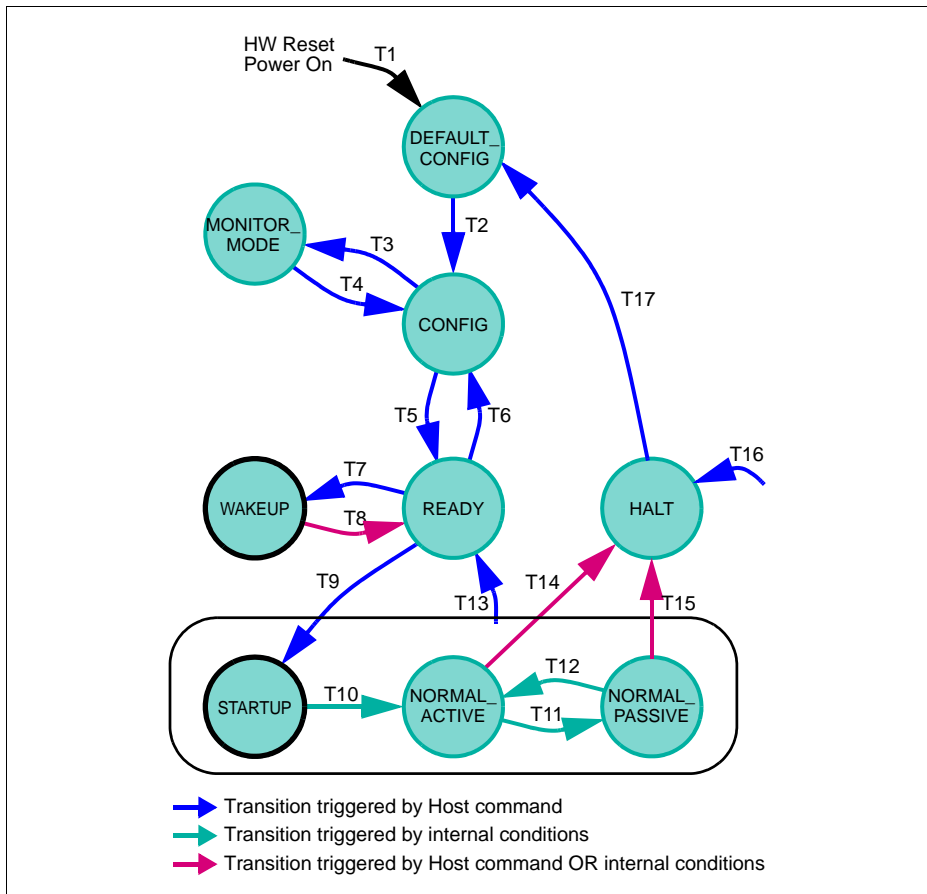 HW Reset
Power On
T1
DEFAULT_
CONFIG
T2
MONITOR_
MODE
T3
T4
CONFIG
T17
T5
T6
T16
T7
WAKEUP
T8
READY
HALT
T9
T13
T14
T15
STARTUP
T10
NORMAL_
ACTIVE
T12
T11
NORMAL_
PASSIVE
Transition triggered by Host command
Transition triggered by internal conditions
Transition triggered by Host command OR internal conditions